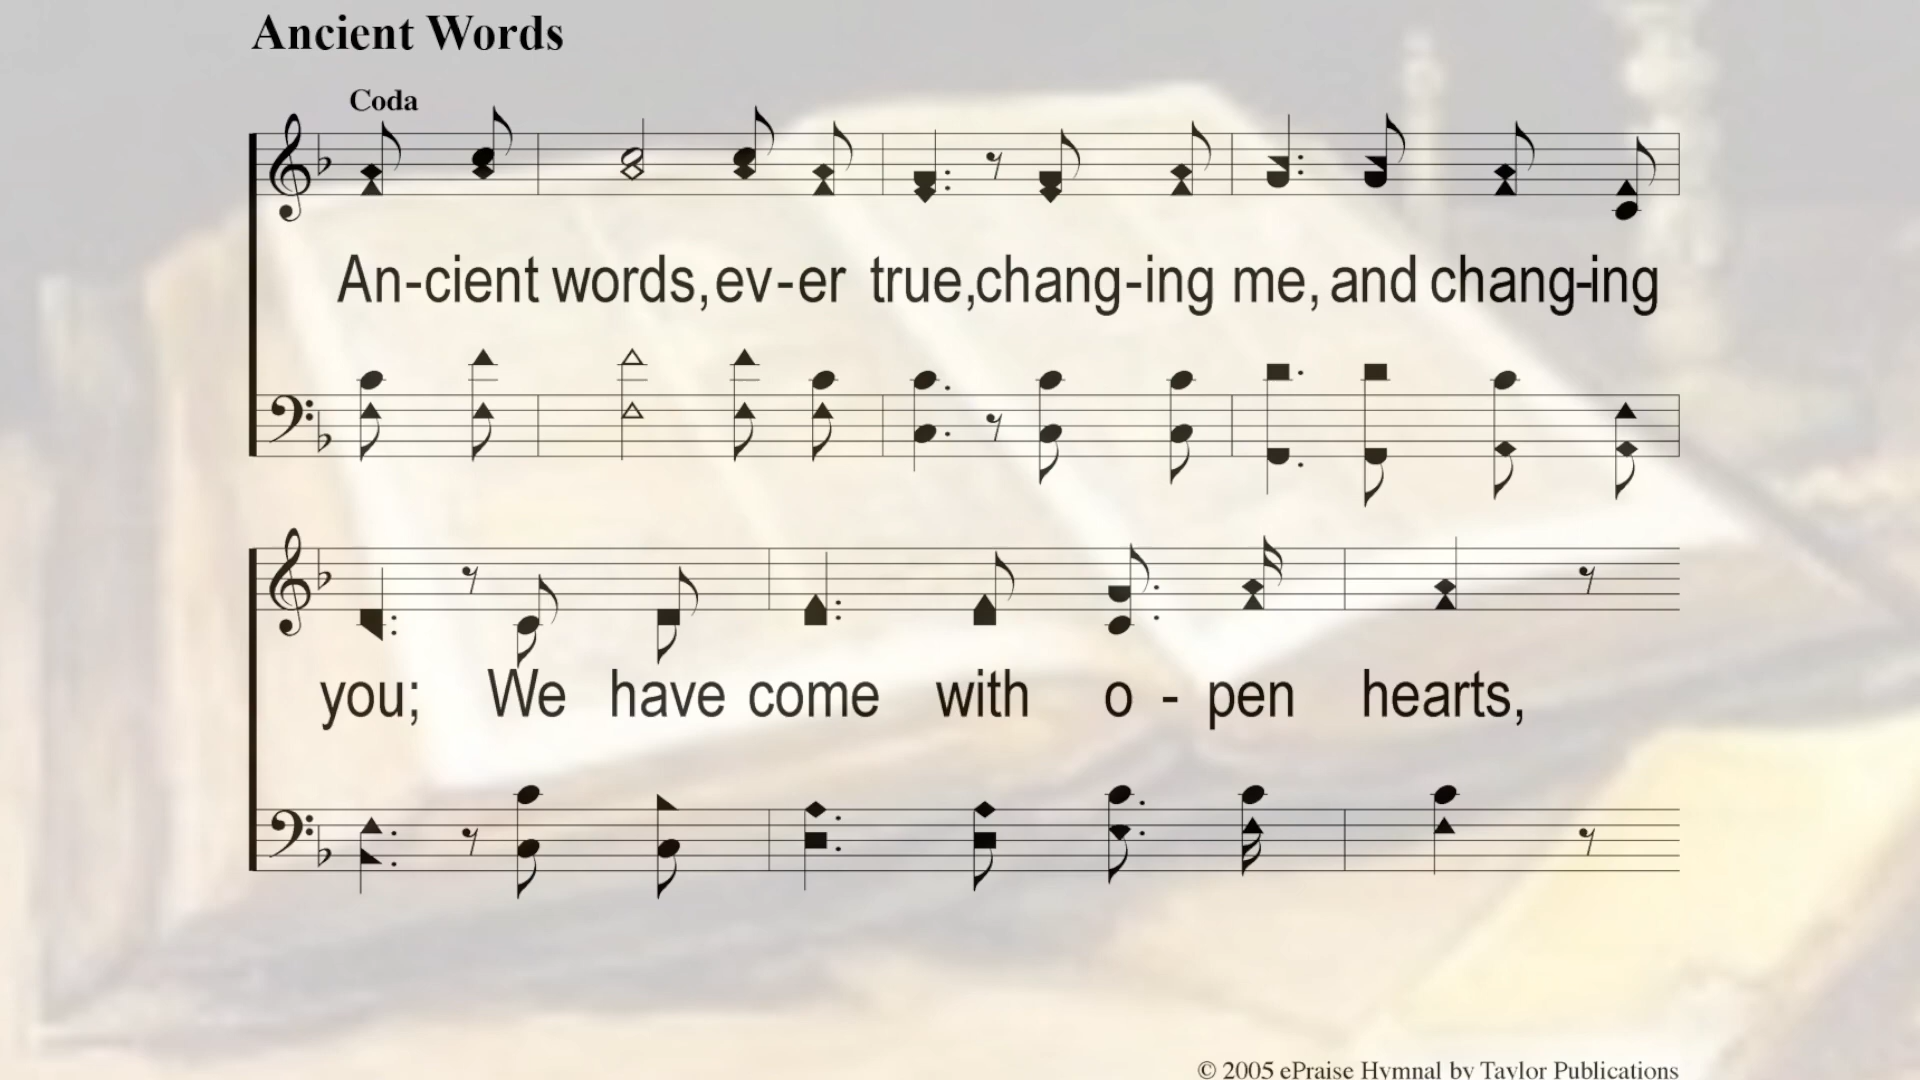 Ancient Words
Coda
An-cient words, ev-er true, chang-ing me, and chang-ing
you; We have come with o - pen hearts,
© 2005 ePraise Hymnal by Taylor Publications